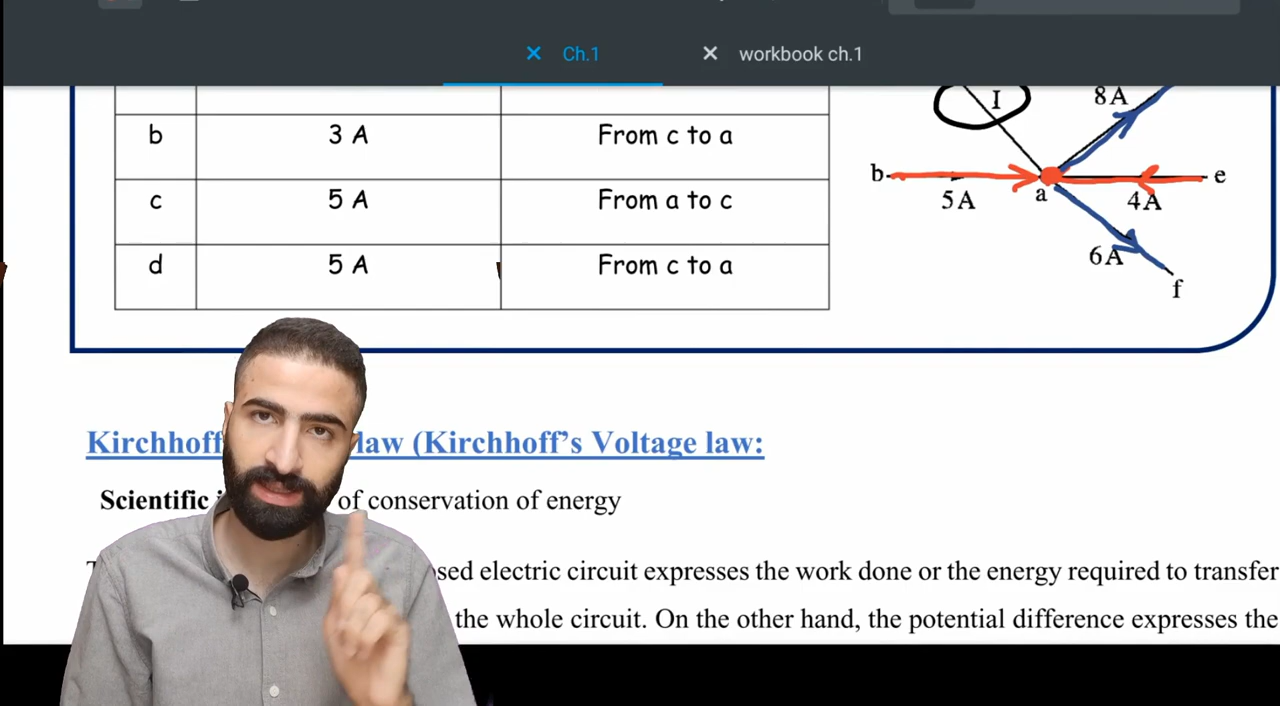 Ch.1
workbook ch.1
b 3 A From c to a
c 5 A From a to c
d 5 A From c to a
I
8A
b
5A
a
4A
e
6A
f
Kirchhoff law (Kirchhoff's Voltage law:
Scientific of conservation of energy
electric circuit expresses the work done or the energy required to transfer
the whole circuit. On the other hand, the potential difference expresses the